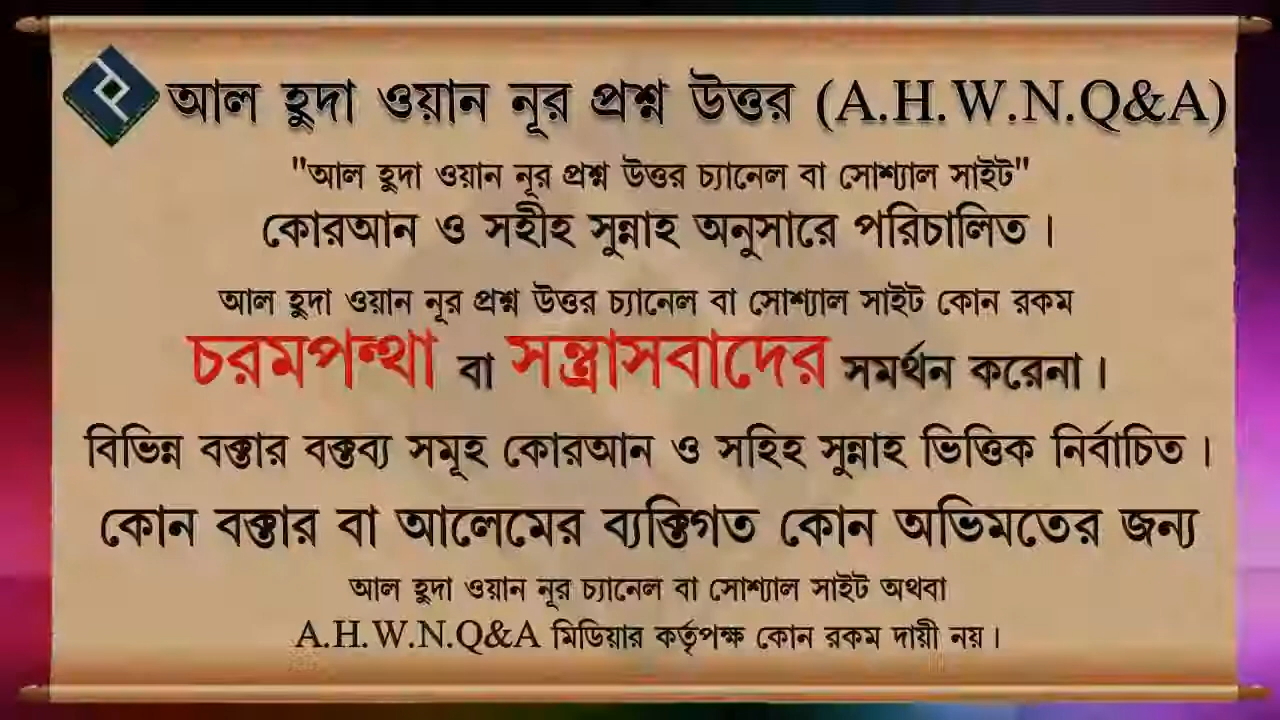 আল হুদা ওয়ান নূর প্রশ্ন উত্তর (A.H.W.N.Q&A)
"আল হুদা ওয়ান নূর প্রশ্ন উত্তর চ্যানেল বা সোশ্যাল সাইট"
কোরআন ও সহীহ সুন্নাহ অনুসারে পরিচালিত।
আল হুদা ওয়ান নূর প্রশ্ন উত্তর চ্যানেল বা সোশ্যাল সাইট কোন রকম
চরমপন্থা বা সন্ত্রাসবাদের সমর্থন করেনা।
বিভিন্ন বক্তার বক্তব্য সমূহ কোরআন ও সহিহ সুন্নাহ ভিত্তিক নির্বাচিত।
কোন বক্তার বা আলেমের ব্যক্তিগত কোন অভিমতের জন্য
আল হুদা ওয়ান নূর চ্যানেল বা সোশ্যাল সাইট অথবা
A.H.W.N.Q&A মিডিয়ার কর্তৃপক্ষ কোন রকম দায়ী নয়।